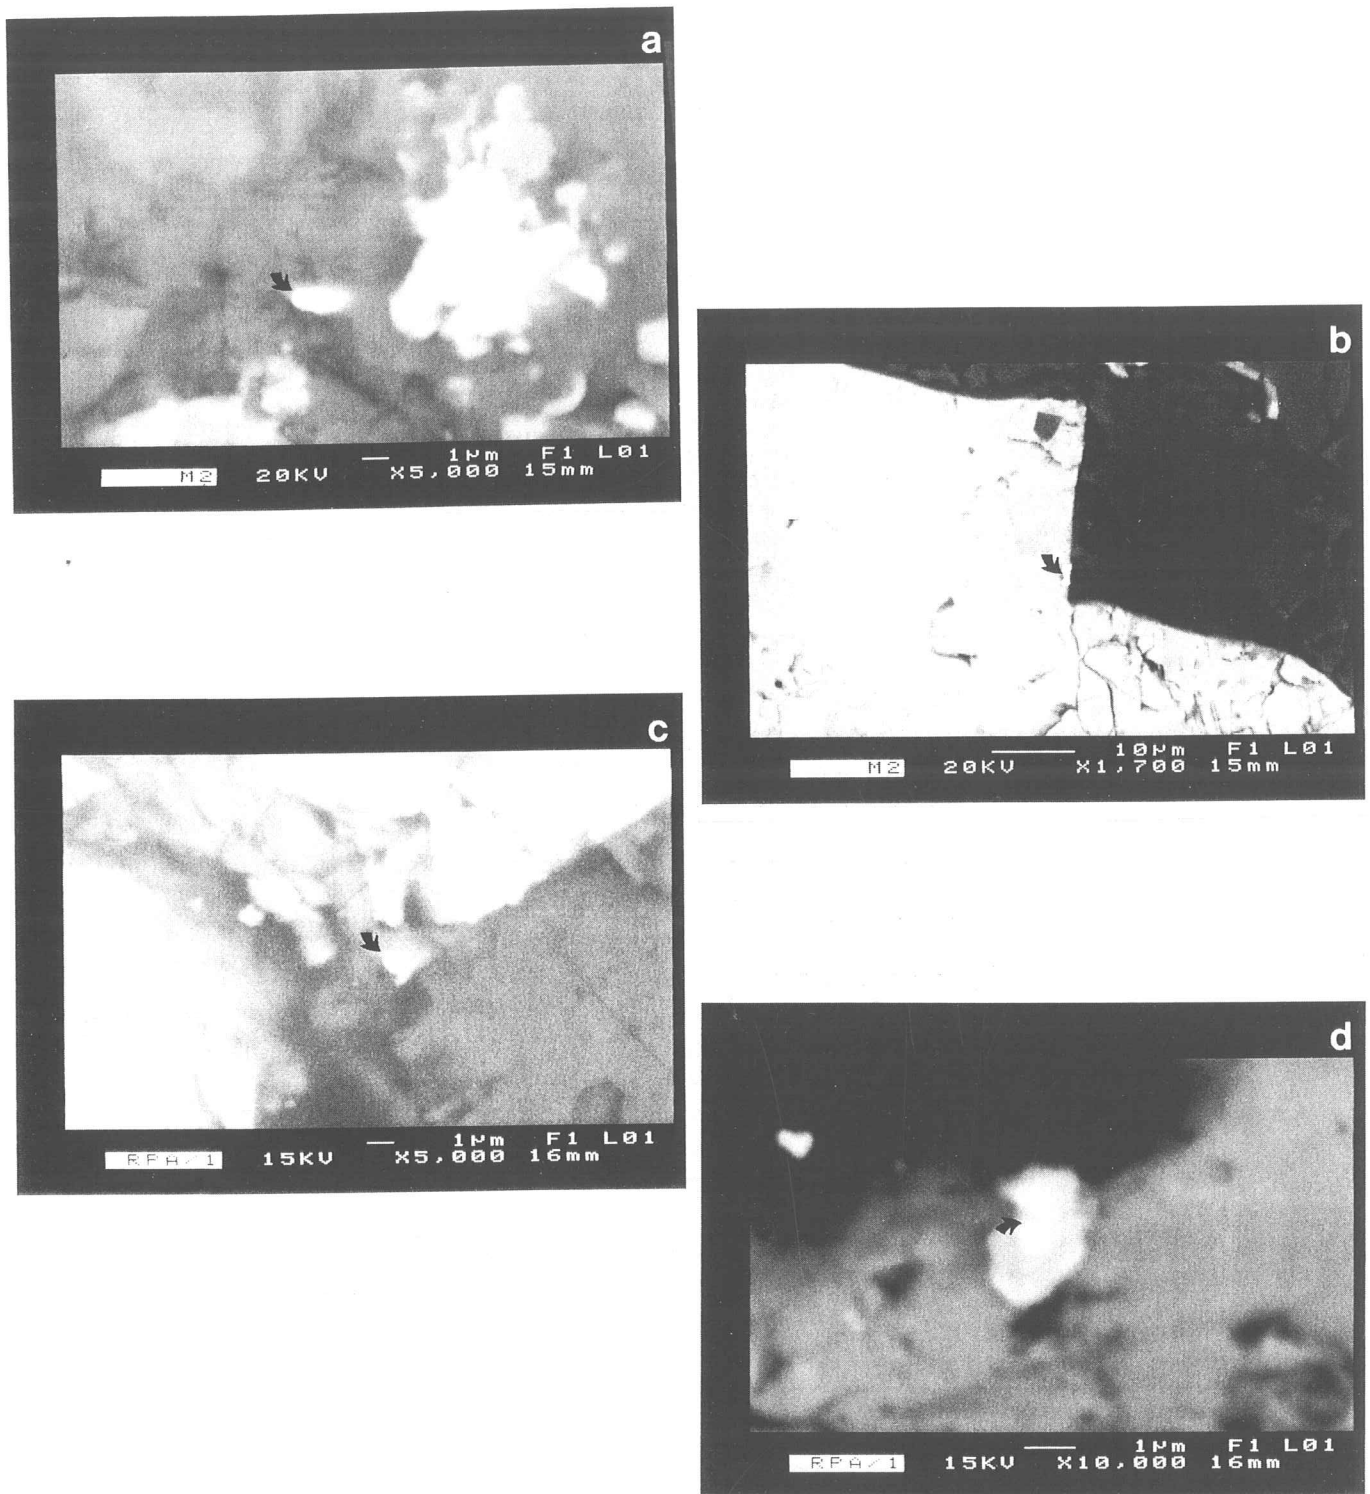 a
1µm F1 L01
M2 20KV X5,000 15mm
b
10µm F1 L01
M2 20KV X1,700 15mm
c
1µm F1 L01
RPA/1 15KV X5,000 16mm
d
1µm F1 L01
RPA/1 15KV X10,000 16mm